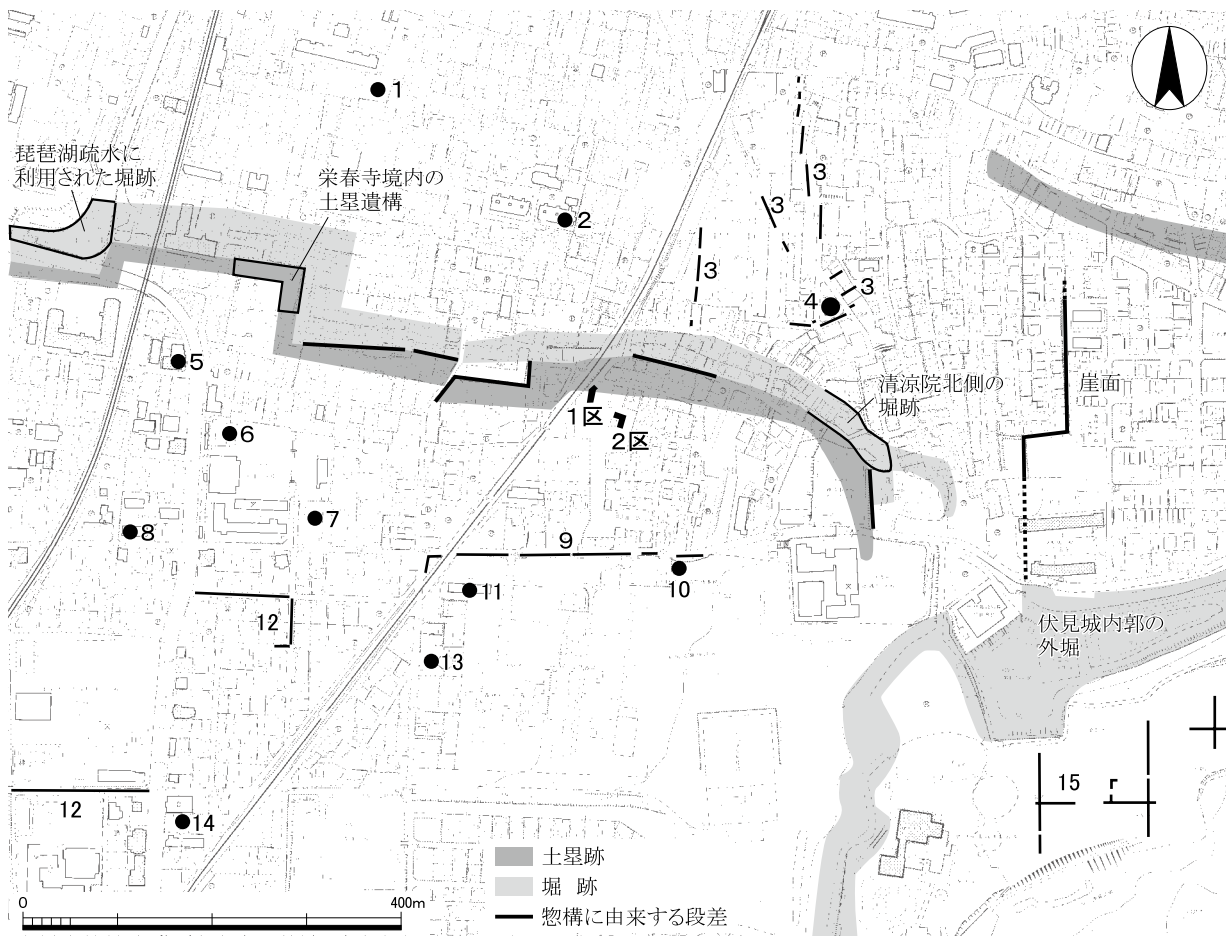 1
琵琶湖疏水に
利用された堀跡
栄春寺境内の
土塁遺構
2
3
3
3
3
4
崖面
5
清涼院北側の
堀跡
1区
2区
6
7
8
9
10
11
12
伏見城内郭の
外堀
13
15
12
14
土塁跡
堀 跡
惣構に由来する段差
0
400m